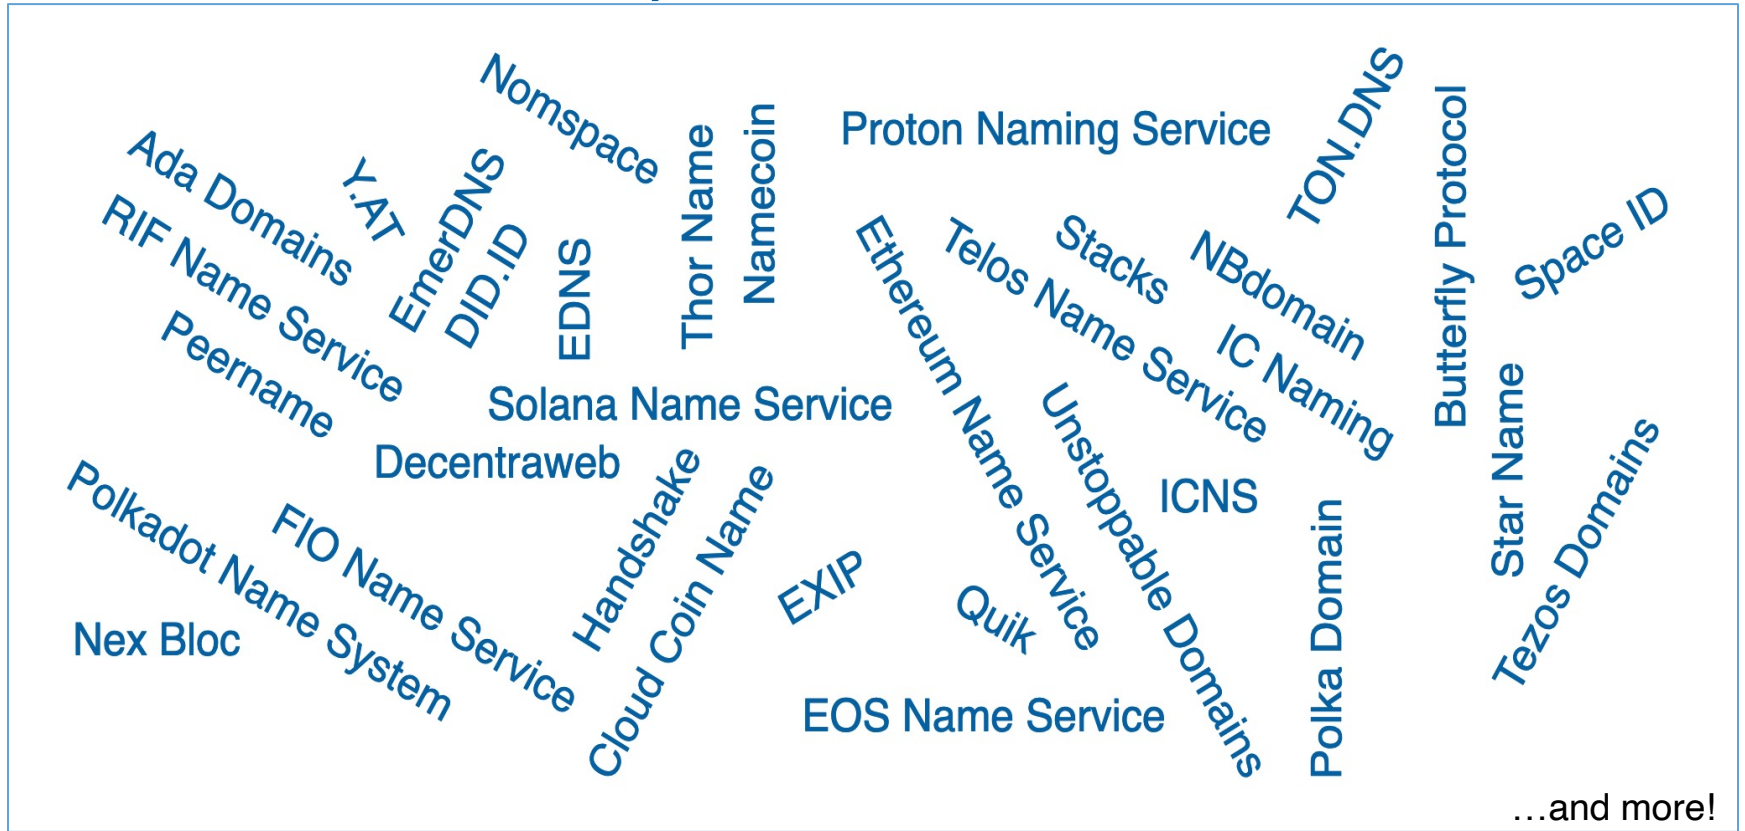 Nomspace
Ada Domains
Y.AT
EmerDNS
DID.ID
EDNS
Thor Name
Namecoin
Proton Naming Service
TON.DNS
Butterfly Protocol
Space ID
RIF Name Service
Peername
Ethereum Name Service
Telos Name Service
Stacks
NBdomain
IC Naming
Solana Name Service
Decentraweb
Unstoppable Domains
ICNS
Star Name
Tezos Domains
Polkadot Name System
FIO Name Service
Handshake
Cloud Coin Name
EXIP
Quik
Polka Domain
Nex Bloc
EOS Name Service
…and more!